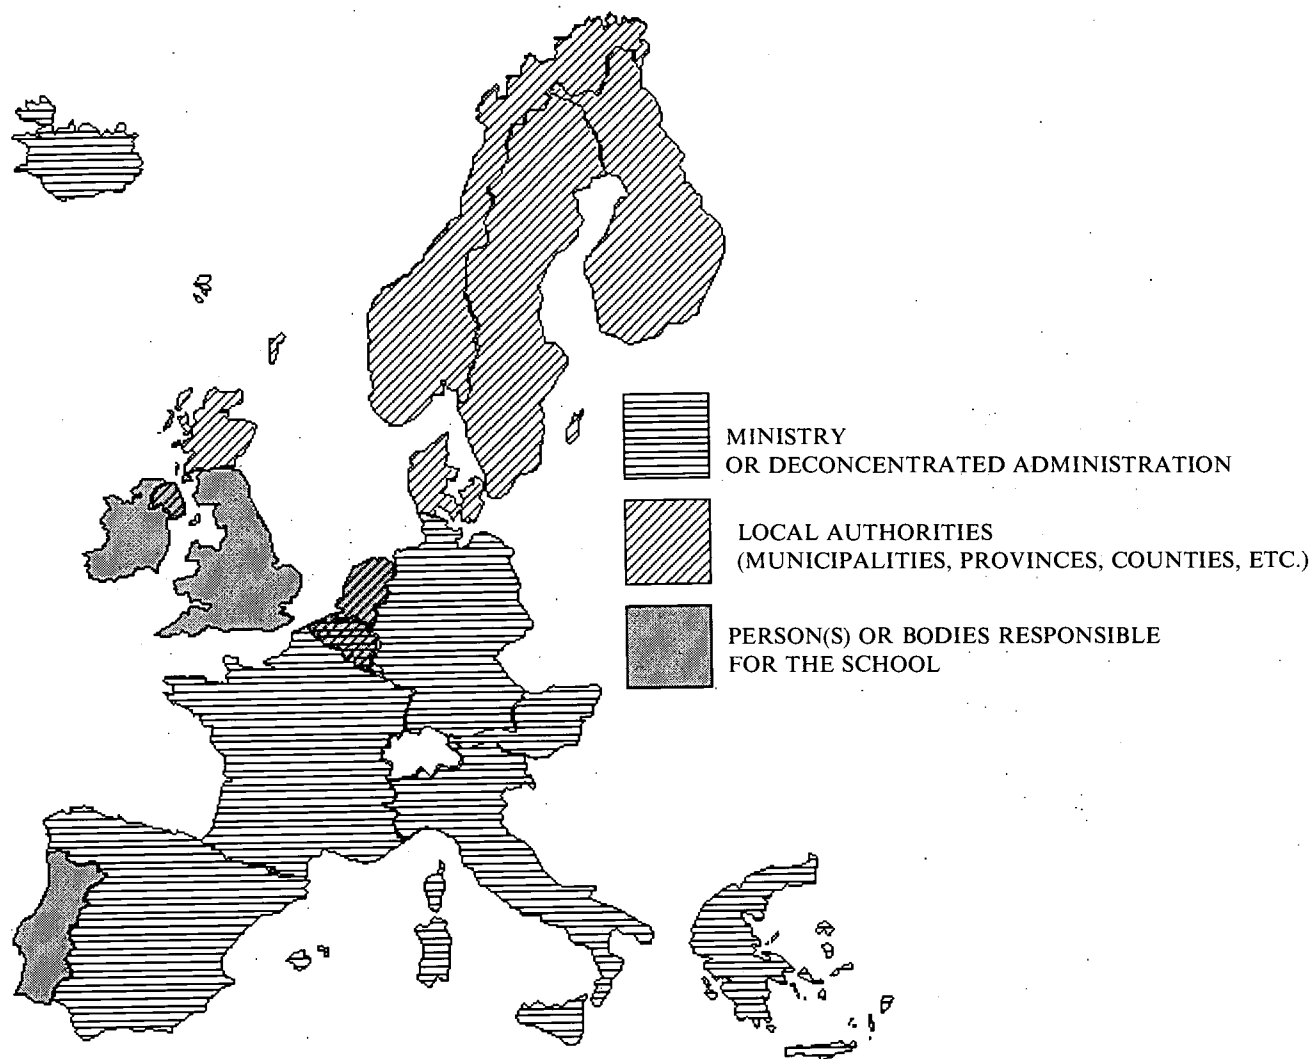 MINISTRY
OR DECONCENTRATED ADMINISTRATION
LOCAL AUTHORITIES
(MUNICIPALITIES, PROVINCES, COUNTIES, ETC.)
PERSON(S) OR BODIES RESPONSIBLE
FOR THE SCHOOL